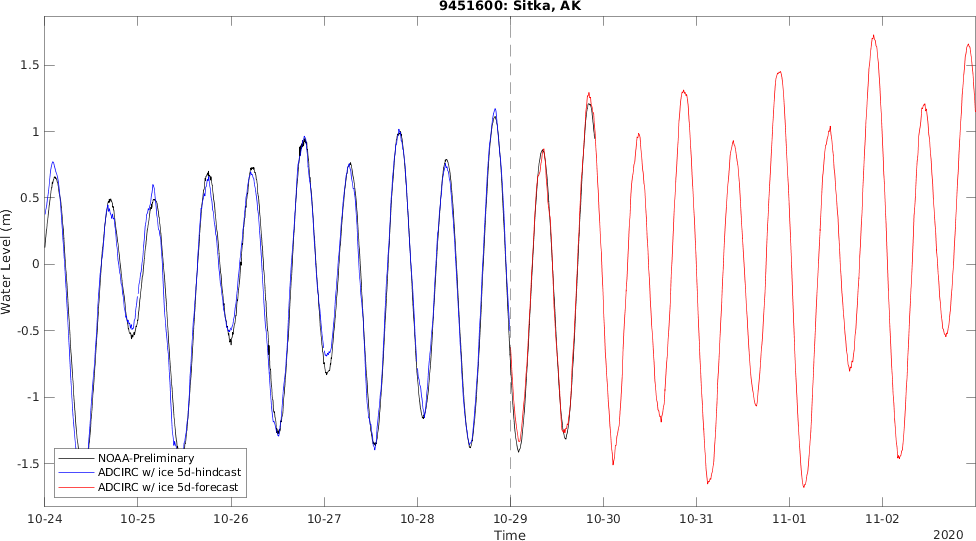 9451600: Sitka, AK
1.5
1
0.5
0
-0.5
-1
-1.5
Water Level (m)
NOAA-Preliminary
ADCIRC w/ ice 5d-hindcast
ADCIRC w/ ice 5d-forecast
10-24 10-25 10-26 10-27 10-28 10-29 10-30 10-31 11-01 11-02
Time
2020